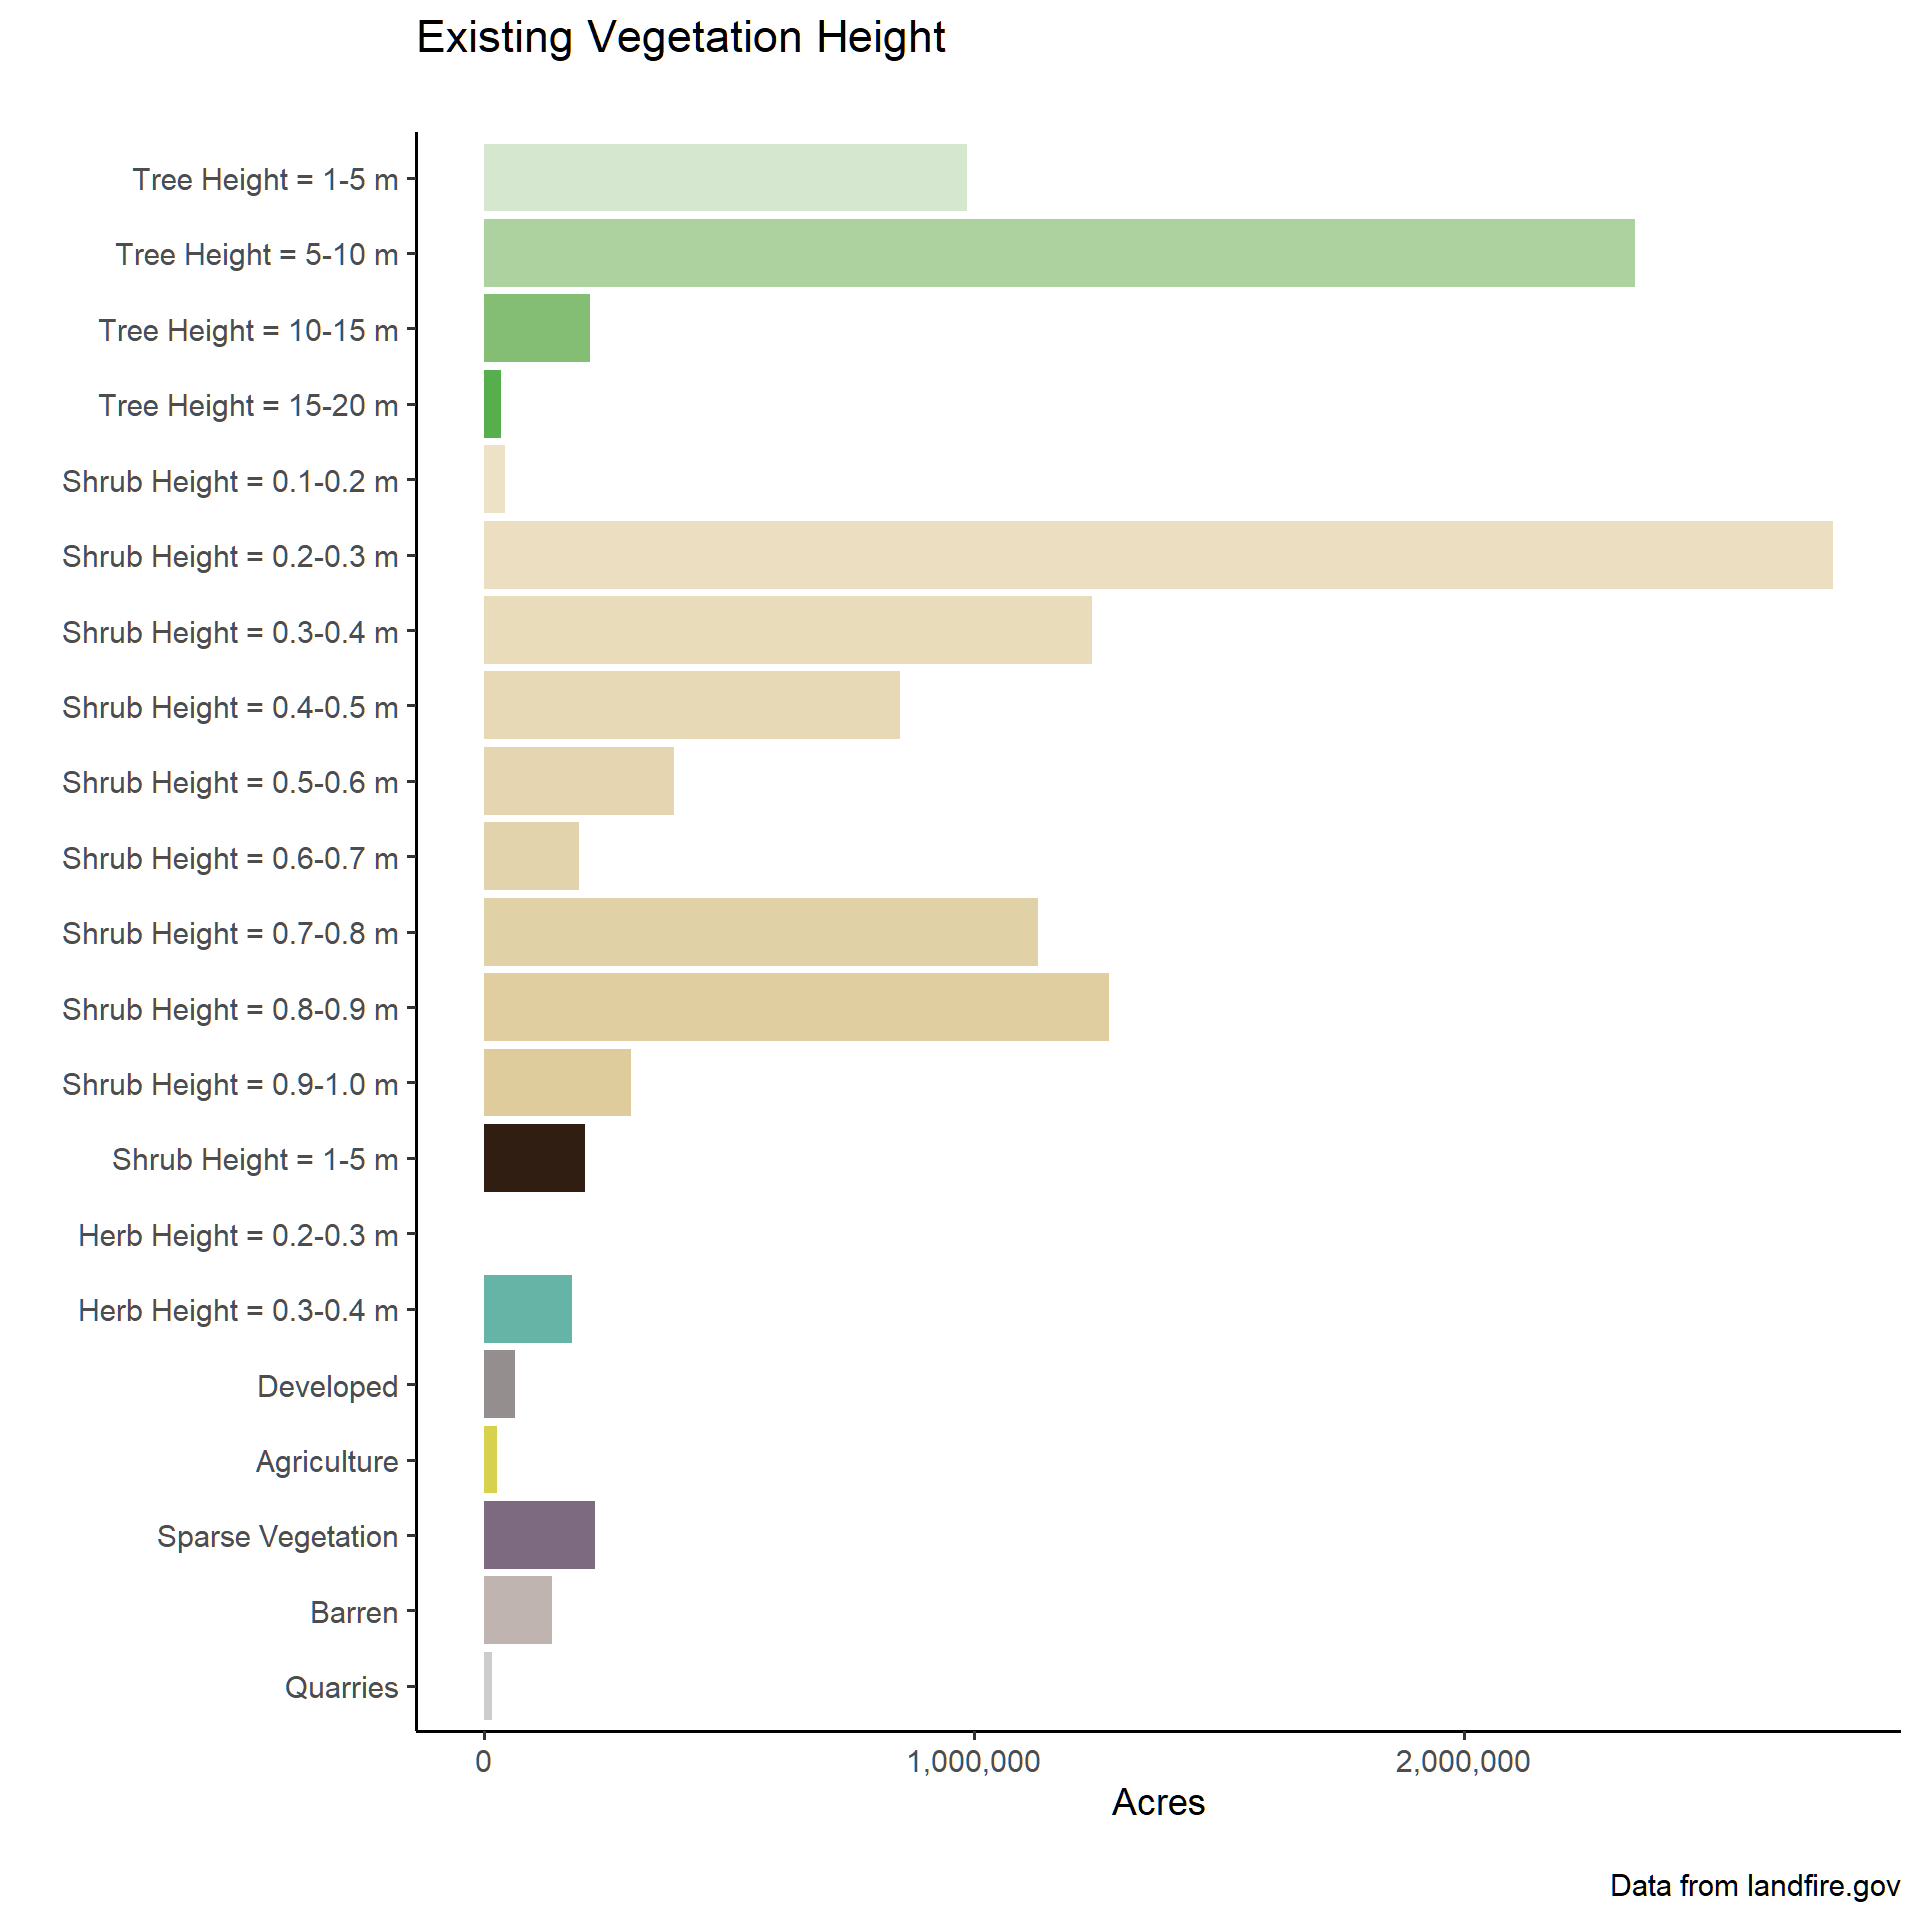 Existing Vegetation Height
Tree Height = 1-5 m
Tree Height = 5-10 m
Tree Height = 10-15 m
Tree Height = 15-20 m
Shrub Height = 0.1-0.2 m
Shrub Height = 0.2-0.3 m
Shrub Height = 0.3-0.4 m
Shrub Height = 0.4-0.5 m
Shrub Height = 0.5-0.6 m
Shrub Height = 0.6-0.7 m
Shrub Height = 0.7-0.8 m
Shrub Height = 0.8-0.9 m
Shrub Height = 0.9-1.0 m
Shrub Height = 1-5 m
Herb Height = 0.2-0.3 m
Herb Height = 0.3-0.4 m
Developed
Agriculture
Sparse Vegetation
Barren
Quarries
0 1,000,000 2,000,000
Acres
Data from landfire.gov